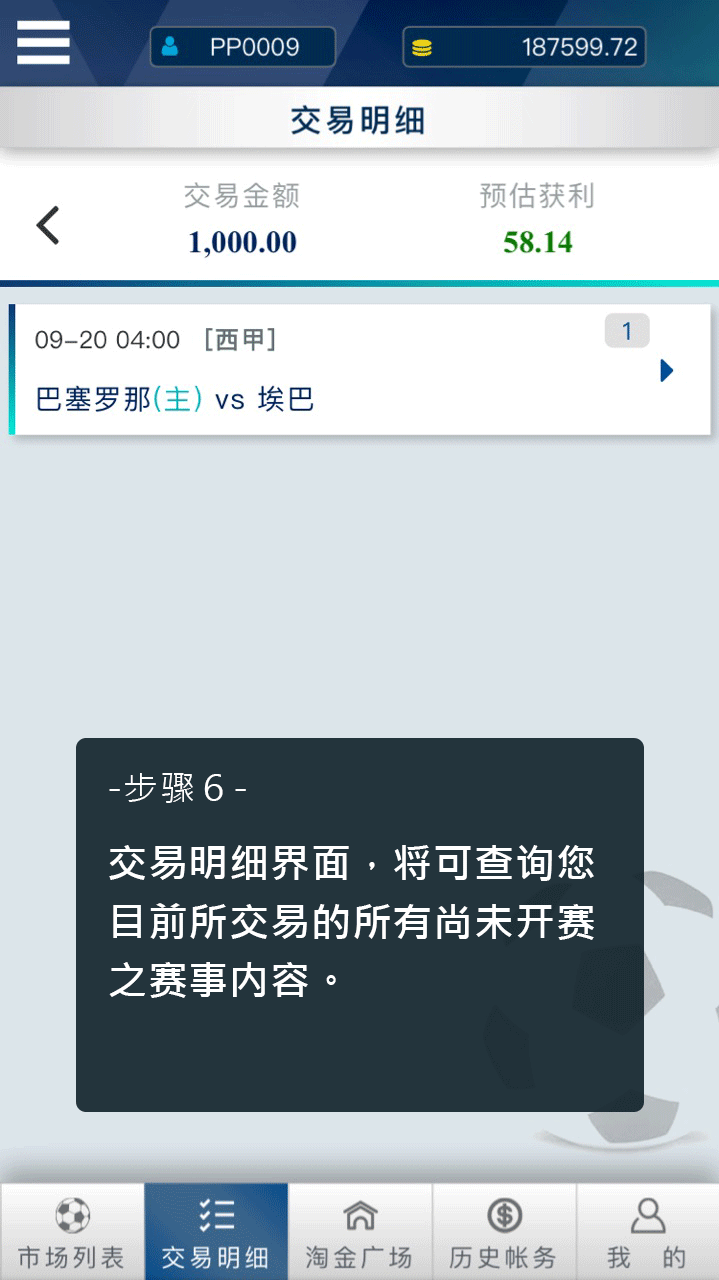 PP0009 187599.72
交易明细
交易金额 预估获利
1,000.00 58.14
09-20 04:00 [西甲] 1
巴塞罗那(主) vs 埃巴
-步骤6-
交易明细界面，将可查询您
目前所交易的所有尚未开赛
之赛事内容。
市场列表 交易明细 淘金广场 历史帐务 我 的